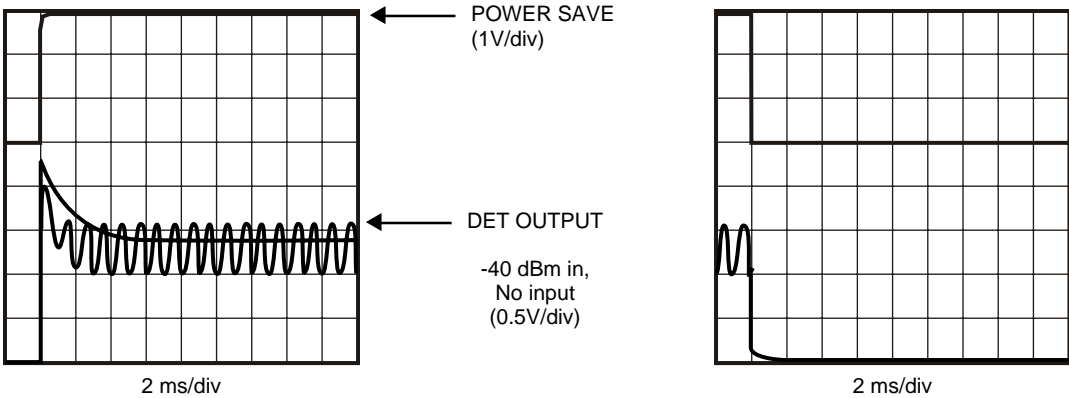 POWER SAVE
(1V/div)
DET OUTPUT
-40 dBm in,
No input
(0.5V/div)
2 ms/div
2 ms/div